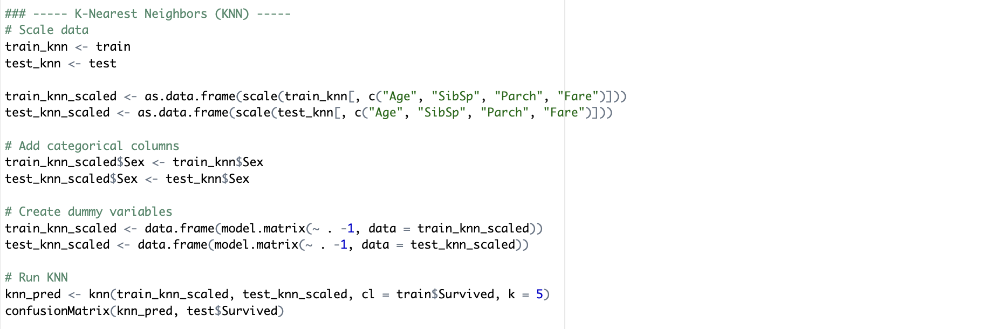 ### ----- K-Nearest Neighbors (KNN) -----
# Scale data
train_knn <- train
test_knn <- test
train_knn_scaled <- as.data.frame(scale(train_knn[, c("Age", "SibSp", "Parch", "Fare")]))
test_knn_scaled <- as.data.frame(scale(test_knn[, c("Age", "SibSp", "Parch", "Fare")]))
# Add categorical columns
train_knn_scaled$Sex <- train_knn$Sex
test_knn_scaled$Sex <- test_knn$Sex
# Create dummy variables
train_knn_scaled <- data.frame(model.matrix(~ . -1, data = train_knn_scaled))
test_knn_scaled <- data.frame(model.matrix(~ . -1, data = test_knn_scaled))
# Run KNN
knn_pred <- knn(train_knn_scaled, test_knn_scaled, cl = train$Survived, k = 5)
confusionMatrix(knn_pred, test$Survived)